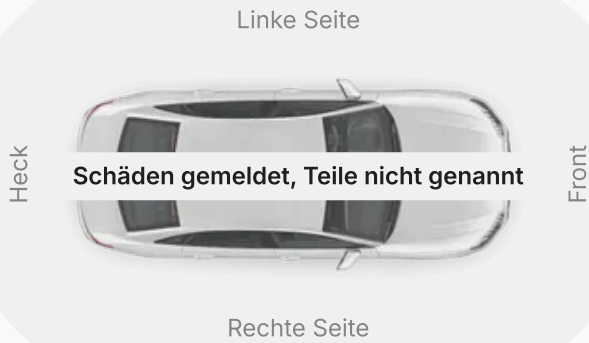 Linke Seite
Heck
Schäden gemeldet, Teile nicht genannt
Front
Rechte Seite